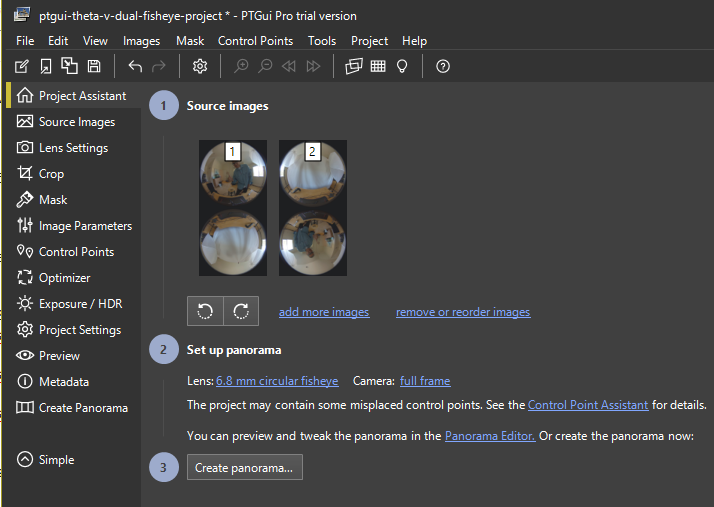 ptgui-theta-v-dual-fisheye-project * - PTGui Pro trial version
File Edit View Images Mask Control Points Tools Project Help
Project Assistant
Source Images
Lens Settings
Crop
Mask
Image Parameters
Control Points
Optimizer
Exposure / HDR
Project Settings
Preview
Metadata
Create Panorama
Simple
1 Source images
1 2
add more images remove or reorder images
2 Set up panorama
Lens: 6.8 mm circular fisheye Camera: full frame
The project may contain some misplaced control points. See the Control Point Assistant for details.
You can preview and tweak the panorama in the Panorama Editor. Or create the panorama now:
3 Create panorama...